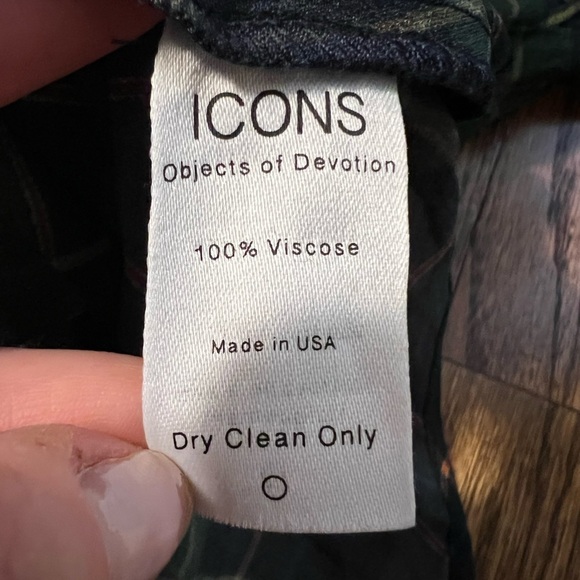 ICONS
Objects of Devotion
100% Viscose
Made in USA
Dry Clean Only